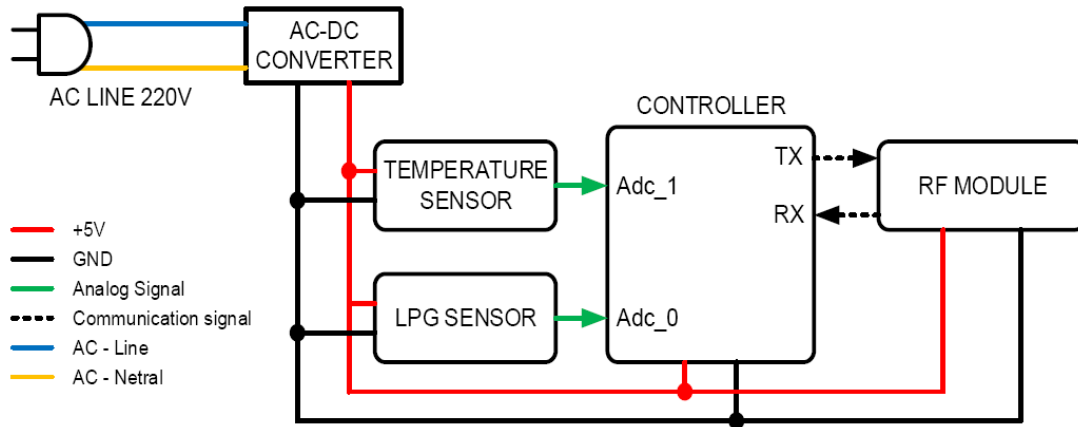 AC-DC
CONVERTER
AC LINE 220V
CONTROLLER
TEMPERATURE
SENSOR
Adc_1
TX
RX
RF MODULE
LPG SENSOR
Adc_0
+5V
GND
Analog Signal
Communication signal
AC - Line
AC - Netral